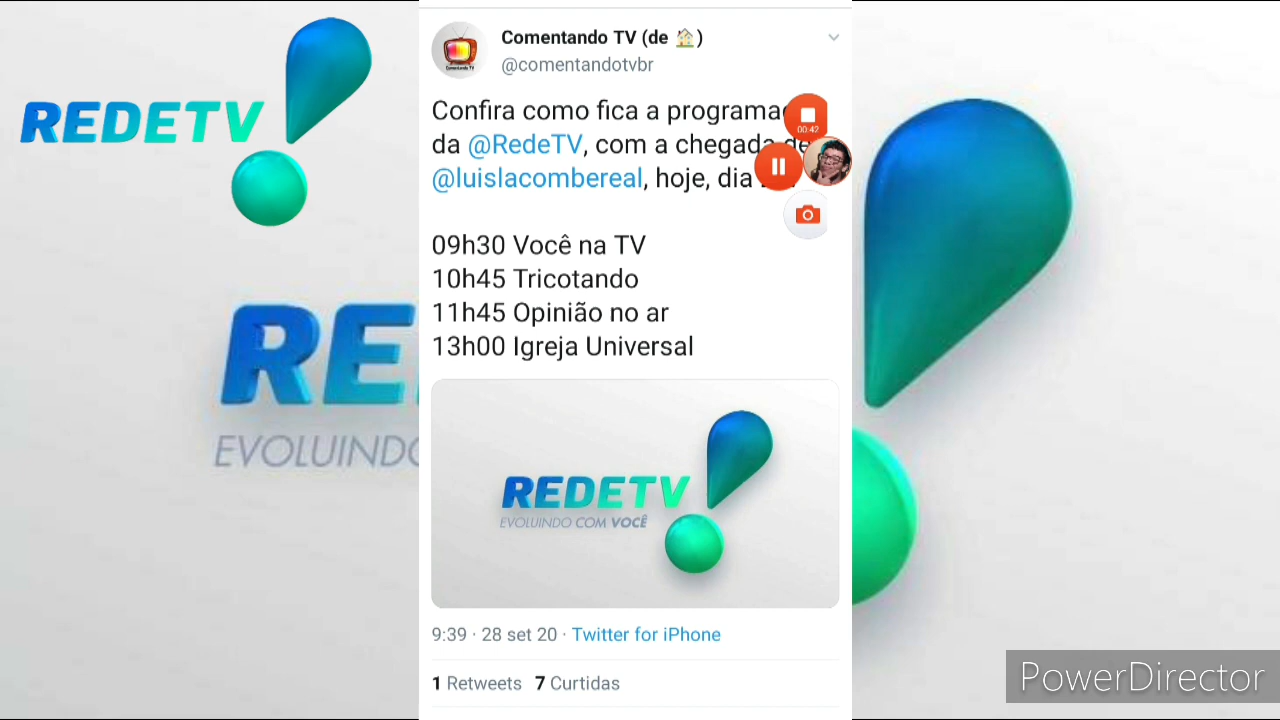 REDETV
RE
EVOLUINDO
Comentando TV (de 🏠)
@comentandotvbr
Confira como fica a
da @RedeTV, com a chegada de
@luislacombereal, hoje, dia
00:42
09h30 Você na TV
10h45 Tricotando
11h45 Opinião no ar
13h00 Igreja Universal
REDETV
EVOLUINDO COM VOCÊ
9:39 · 28 set 20 · Twitter for iPhone
1 Retweets 7 Curtidas
PowerDirector